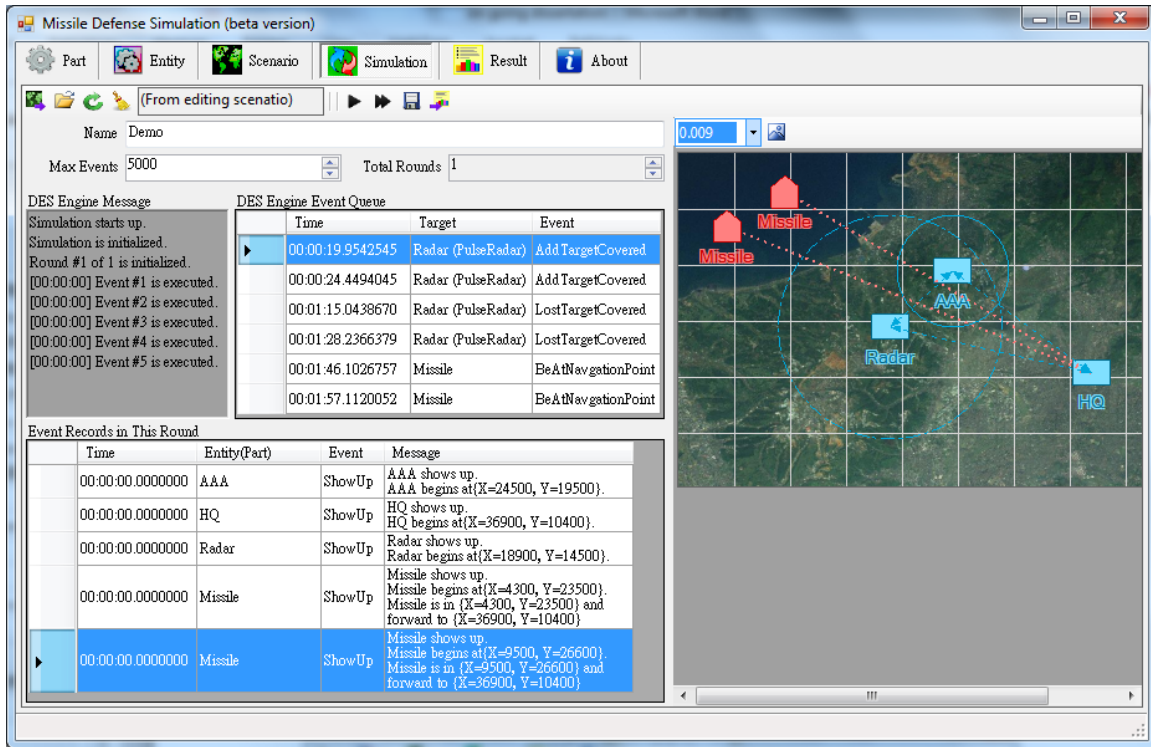 Missile Defense Simulation (beta version)
Part Entity Scenario Simulation Result About
(From editing scenatio)
Name Demo
0.009
Max Events 5000 Total Rounds 1
DES Engine Message
Simulation starts up.
Simulation is initialized.
Round #1 of 1 is initialized.
[00:00:00] Event #1 is executed.
[00:00:00] Event #2 is executed.
[00:00:00] Event #3 is executed.
[00:00:00] Event #4 is executed.
[00:00:00] Event #5 is executed.
DES Engine Event Queue
Time Target Event
00:00:19.9542545 Radar (PulseRadar) AddTargetCovered
00:00:24.4494045 Radar (PulseRadar) AddTargetCovered
00:01:15.0438670 Radar (PulseRadar) LostTargetCovered
00:01:28.2366379 Radar (PulseRadar) LostTargetCovered
00:01:46.1026757 Missile BeAtNavgationPoint
00:01:57.1120052 Missile BeAtNavgationPoint
Missile
Missile
AAA
Radar
HQ
Event Records in This Round
Time Entity(Part) Event Message
00:00:00.0000000 AAA ShowUp AAA shows up.
AAA begins at{X=24500, Y=19500}.
00:00:00.0000000 HQ ShowUp HQ shows up.
HQ begins at{X=36900, Y=10400}.
00:00:00.0000000 Radar ShowUp Radar shows up.
Radar begins at{X=18900, Y=14500}.
00:00:00.0000000 Missile ShowUp Missile shows up.
Missile begins at{X=4300, Y=23500}.
Missile is in {X=4300, Y=23500} and
forward to {X=36900, Y=10400}
00:00:00.0000000 Missile ShowUp Missile shows up.
Missile begins at{X=9500, Y=26600}.
Missile is in {X=9500, Y=26600} and
forward to {X=36900, Y=10400}